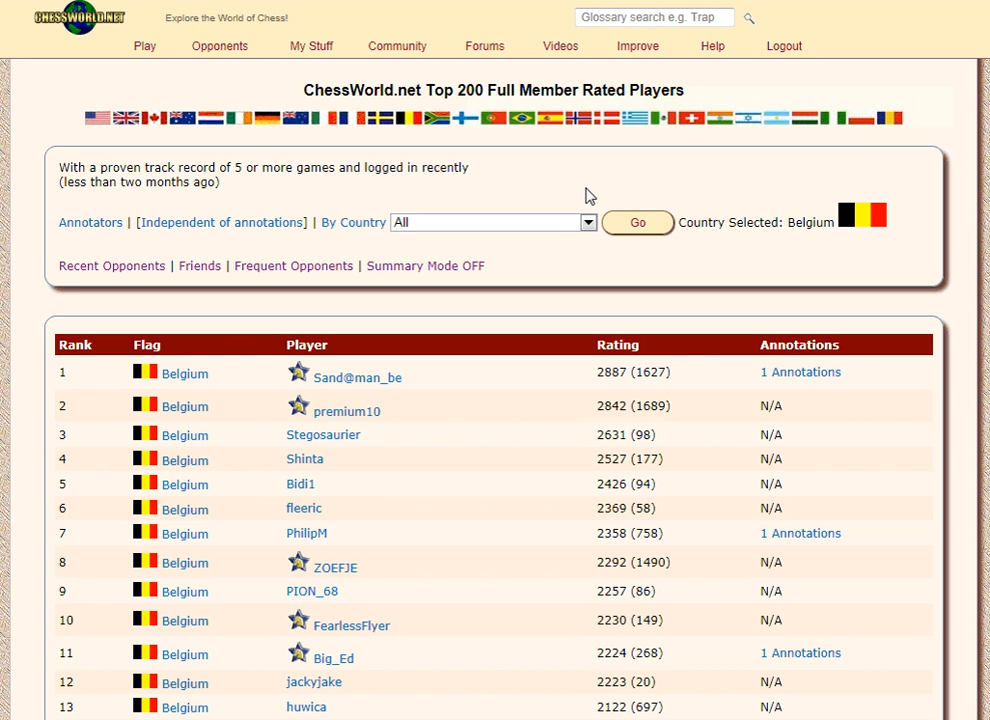 CHESSWORLD.NET
Explore the World of Chess!
Glossary search e.g. Trap
Play Opponents My Stuff Community Forums Videos Improve Help Logout
ChessWorld.net Top 200 Full Member Rated Players
With a proven track record of 5 or more games and logged in recently
(less than two months ago)
Annotators | [Independent of annotations] | By Country All Go Country Selected: Belgium
Recent Opponents | Friends | Frequent Opponents | Summary Mode OFF
Rank Flag Player Rating Annotations
1 Belgium Sand@man_be 2887 (1627) 1 Annotations
2 Belgium premium10 2842 (1689) N/A
3 Belgium Stegosaurier 2631 (98) N/A
4 Belgium Shinta 2527 (177) N/A
5 Belgium Bidi1 2426 (94) N/A
6 Belgium fleeric 2369 (58) N/A
7 Belgium PhilipM 2358 (758) 1 Annotations
8 Belgium ZOEFJE 2292 (1490) N/A
9 Belgium PION_68 2257 (86) N/A
10 Belgium FearlessFlyer 2230 (149) N/A
11 Belgium Big_Ed 2224 (268) 1 Annotations
12 Belgium jackyjake 2223 (20) N/A
13 Belgium huwica 2122 (697) N/A